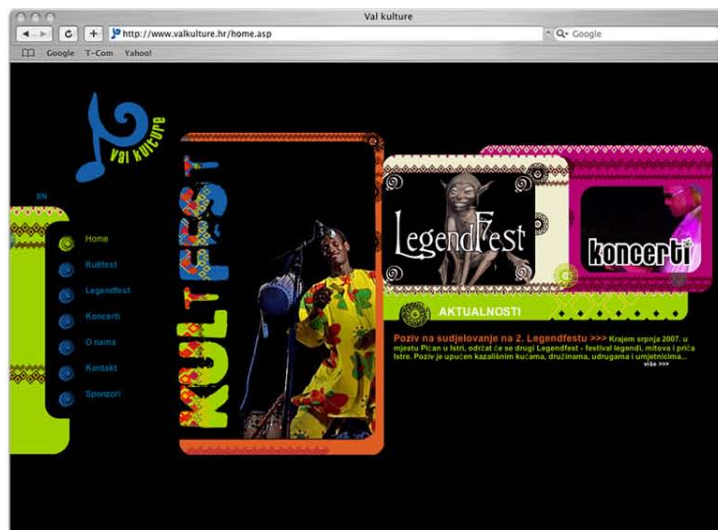 Val kulture
http://www.valkulture.hr/home.asp
Google
Google T-Com Yahoo!
val kulture
EN
Home
Kultfest
Legendfest
Koncerti
O nama
Kontakt
Sponzori
KULTFEST
LegendFest
koncerti
AKTUALNOSTI
Poziv na sudjelovanje na 2. Legendfestu >>> Krajem srpnja 2007. u
mjestu Pićan u Istri, održat će se drugi Legendfest - festival legendi, mitova i priča
Istre. Poziv je upućen kazališnim kućama, družinama, udrugama i umjetnicima...
više >>>